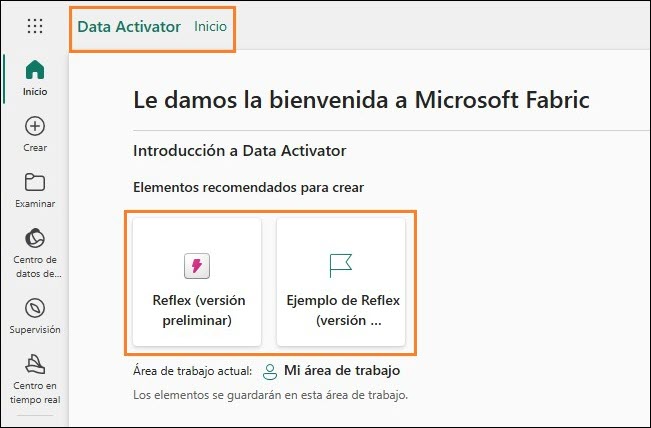 Data Activator Inicio
Inicio
Crear
Examinar
Centro de
datos de...
Supervisión
Centro en
tiempo real
Le damos la bienvenida a Microsoft Fabric
Introducción a Data Activator
Elementos recomendados para crear
Reflex (versión
preliminar)
Ejemplo de Reflex
(versión ...
Área de trabajo actual: Mi área de trabajo
Los elementos se guardarán en esta área de trabajo.